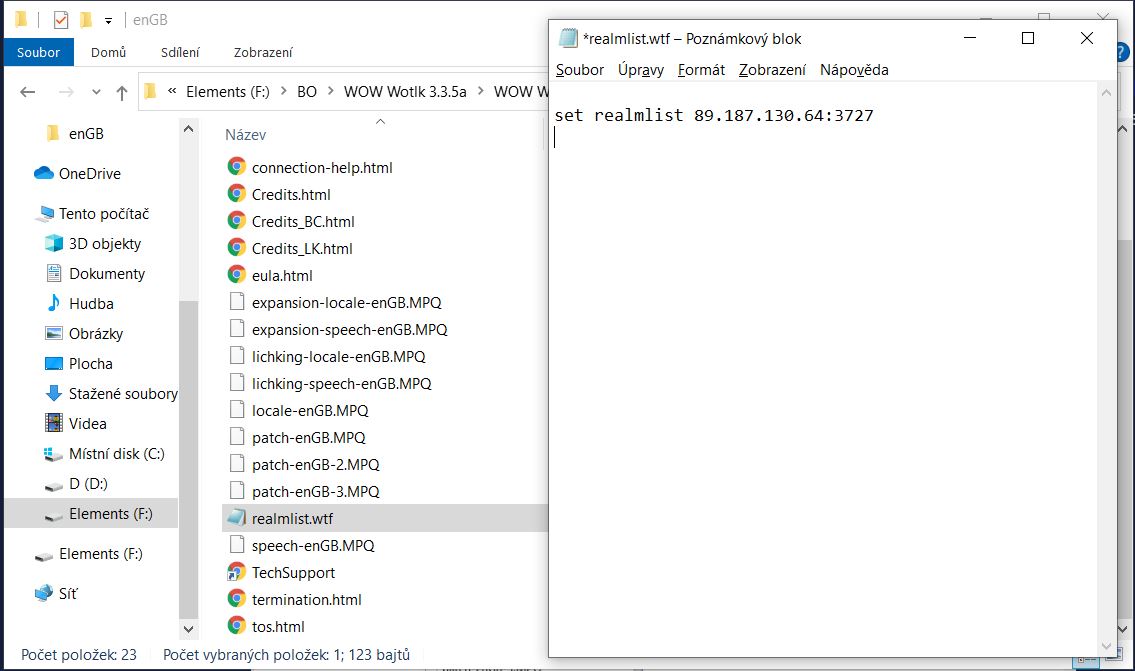 enGB
Soubor Domů Sdílení Zobrazení
« Elements (F:) > BO > WOW Wotlk 3.3.5a > WOW W
enGB
OneDrive
Tento počítač
3D objekty
Dokumenty
Hudba
Obrázky
Plocha
Stažené soubory
Videa
Místní disk (C:)
D (D:)
Elements (F:)
Elements (F:)
Síť
Název
connection-help.html
Credits.html
Credits_BC.html
Credits_LK.html
eula.html
expansion-locale-enGB.MPQ
expansion-speech-enGB.MPQ
lichking-locale-enGB.MPQ
lichking-speech-enGB.MPQ
locale-enGB.MPQ
patch-enGB.MPQ
patch-enGB-2.MPQ
patch-enGB-3.MPQ
realmlist.wtf
speech-enGB.MPQ
TechSupport
termination.html
tos.html
Počet položek: 23 Počet vybraných položek: 1; 123 bajtů
*realmlist.wtf – Poznámkový blok
Soubor Úpravy Formát Zobrazení Nápověda
set realmlist 89.187.130.64:3727